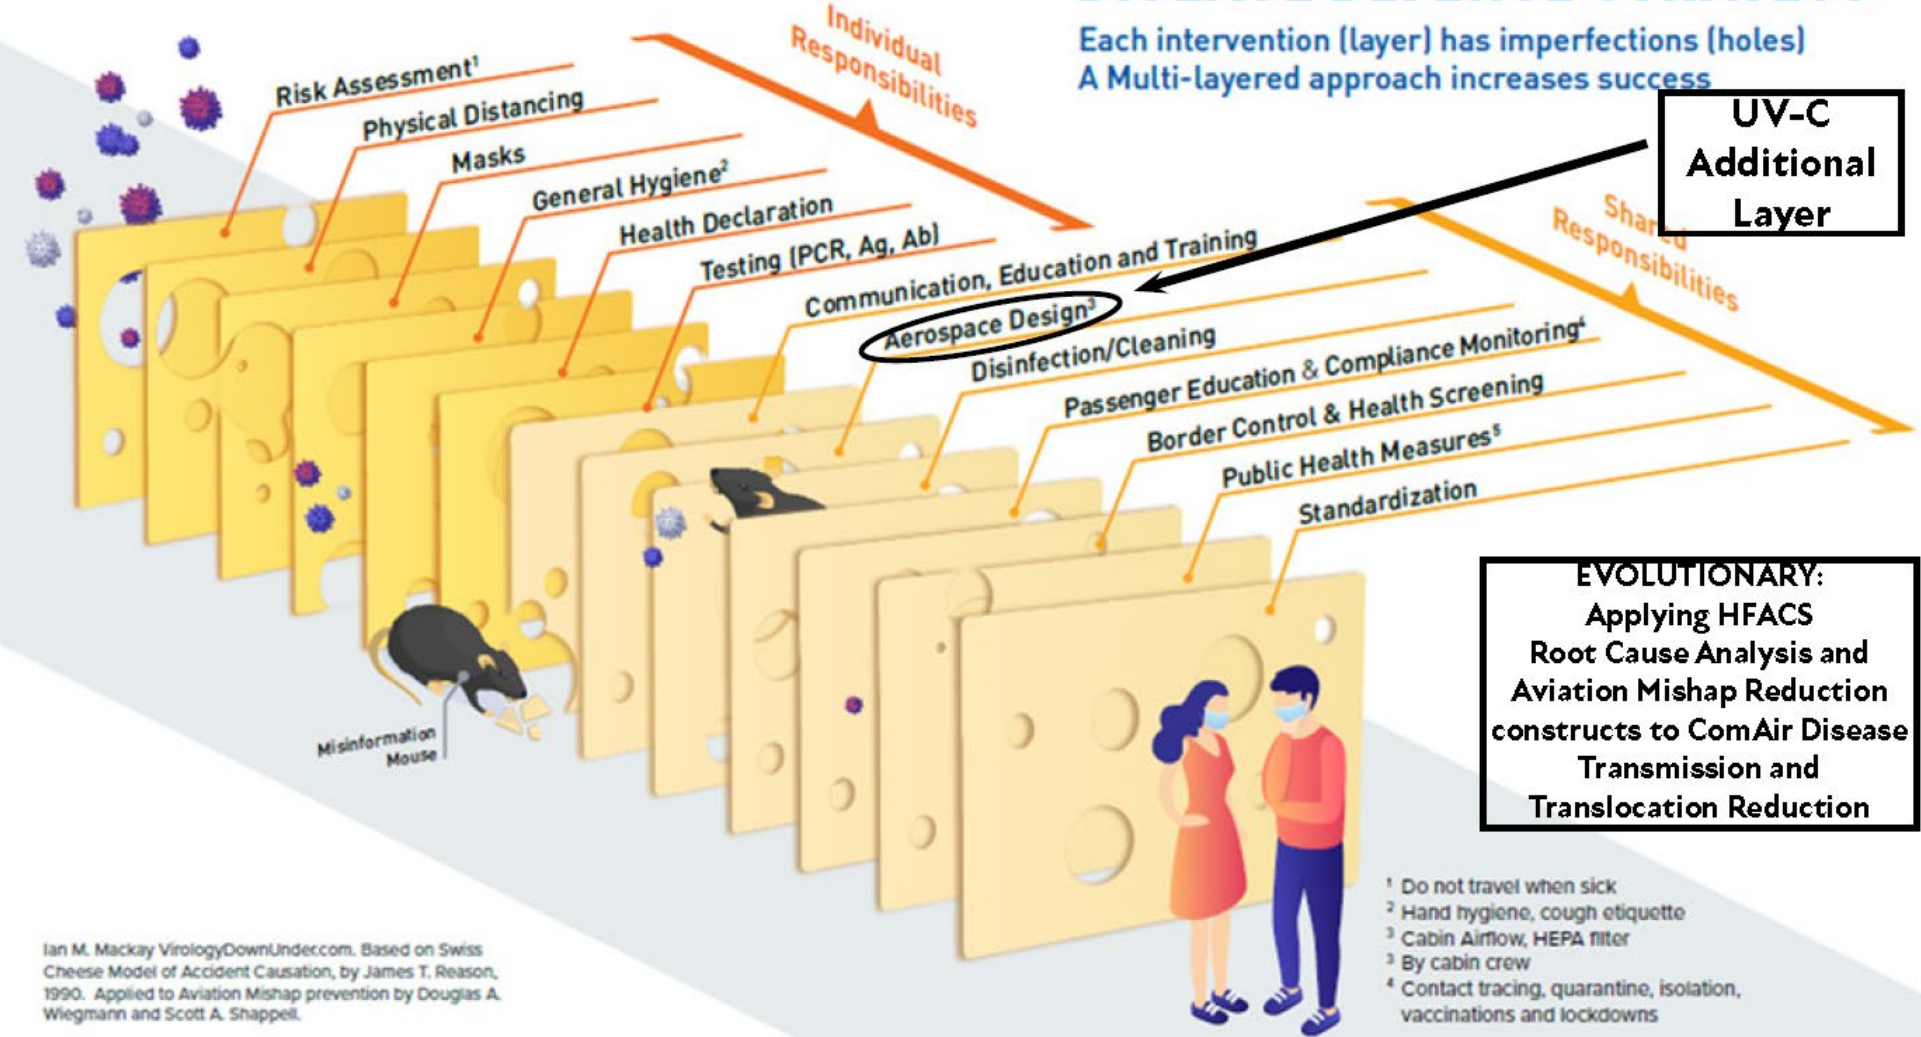 Each intervention (layer) has imperfections (holes)
A Multi-layered approach increases success
Individual
Responsibilities
UV-C
Additional
Layer
Shared
Responsibilities
Risk Assessment¹
Physical Distancing
Masks
General Hygiene²
Health Declaration
Testing (PCR, Ag, Ab)
Communication, Education and Training
Aerospace Design³
Disinfection/Cleaning
Passenger Education & Compliance Monitoring⁴
Border Control & Health Screening
Public Health Measures⁵
Standardization
Misinformation
Mouse
EVOLUTIONARY:
Applying HFACS
Root Cause Analysis and
Aviation Mishap Reduction
constructs to ComAir Disease
Transmission and
Translocation Reduction
¹ Do not travel when sick
² Hand hygiene, cough etiquette
³ Cabin Airflow, HEPA filter
³ By cabin crew
⁴ Contact tracing, quarantine, isolation,
vaccinations and lockdowns
Ian M. Mackay VirologyDownUnder.com. Based on Swiss
Cheese Model of Accident Causation, by James T. Reason,
1990. Applied to Aviation Mishap prevention by Douglas A.
Wiegmann and Scott A. Shappell.